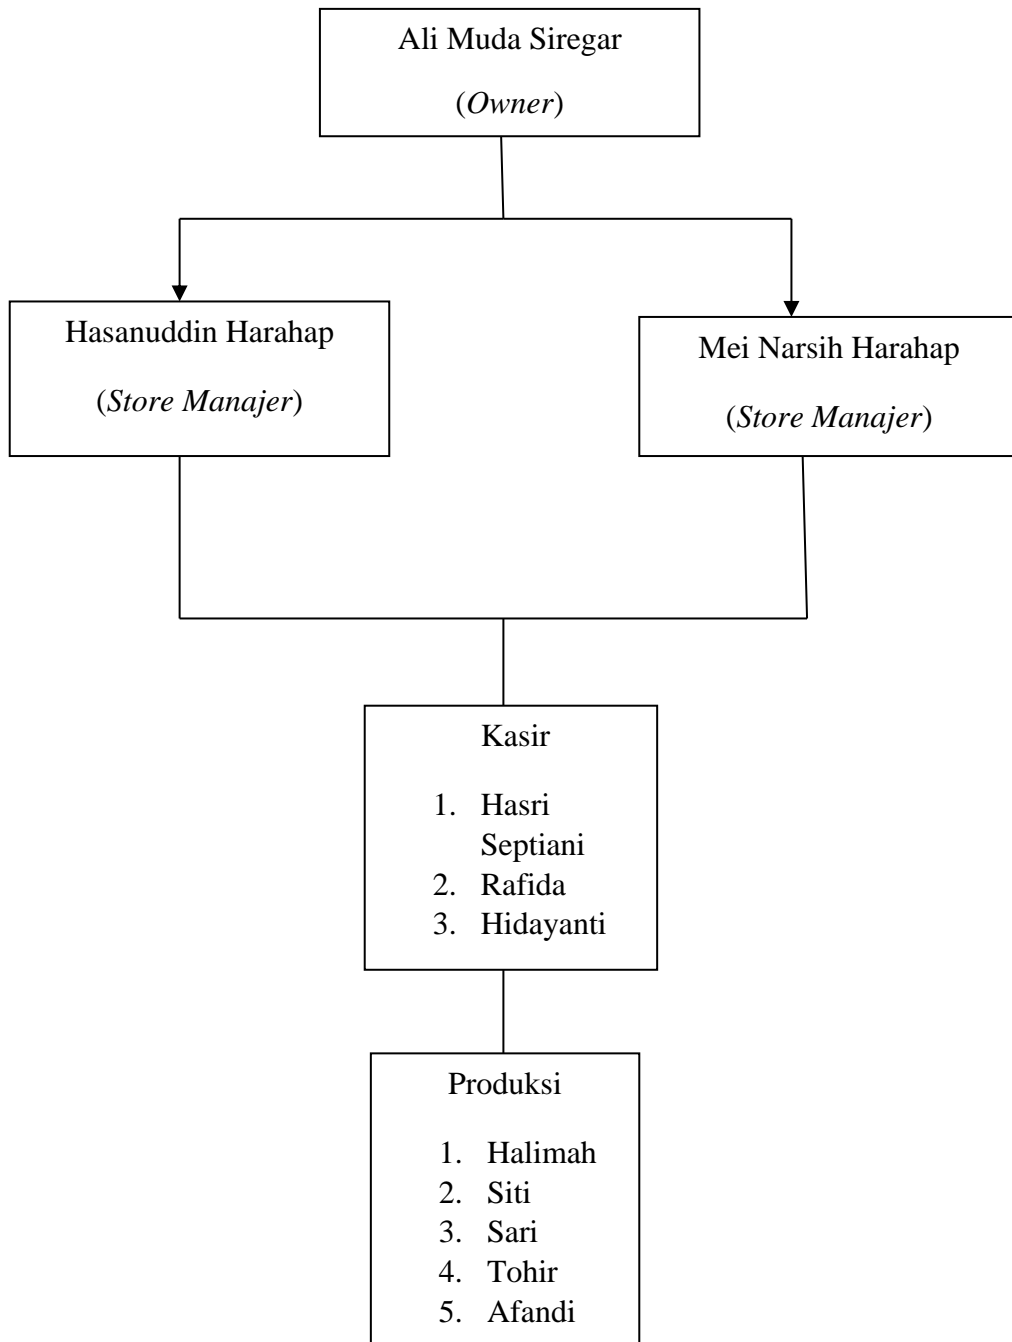 Ali Muda Siregar
(Owner)
Hasanuddin Harahap
(Store Manajer)
Mei Narsih Harahap
(Store Manajer)
Kasir
1. Hasri
Septiani
2. Rafida
3. Hidayanti
Produksi
1. Halimah
2. Siti
3. Sari
4. Tohir
5. Afandi